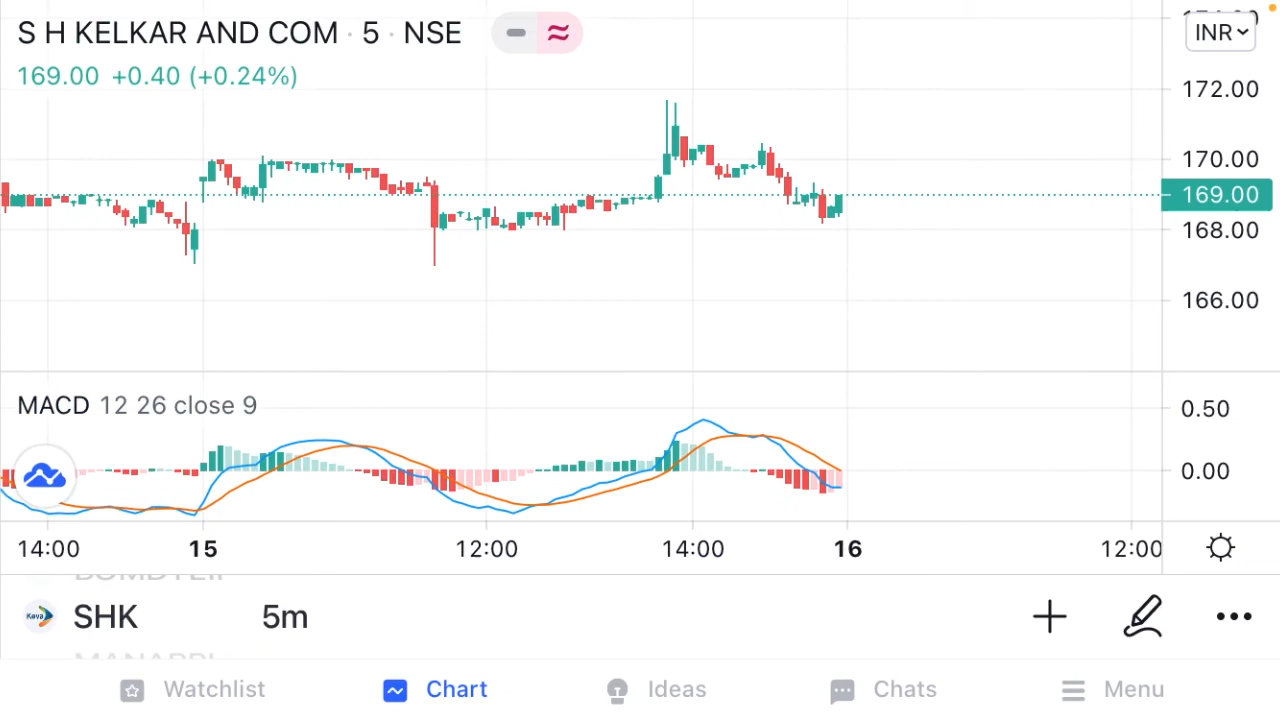 S H KELKAR AND COM · 5 · NSE
INR
169.00 +0.40 (+0.24%)
172.00
170.00
169.00
168.00
166.00
MACD 12 26 close 9
0.50
0.00
14:00 15 12:00 14:00 16 12:00
Keva SHK 5m
Watchlist Chart Ideas Chats Menu